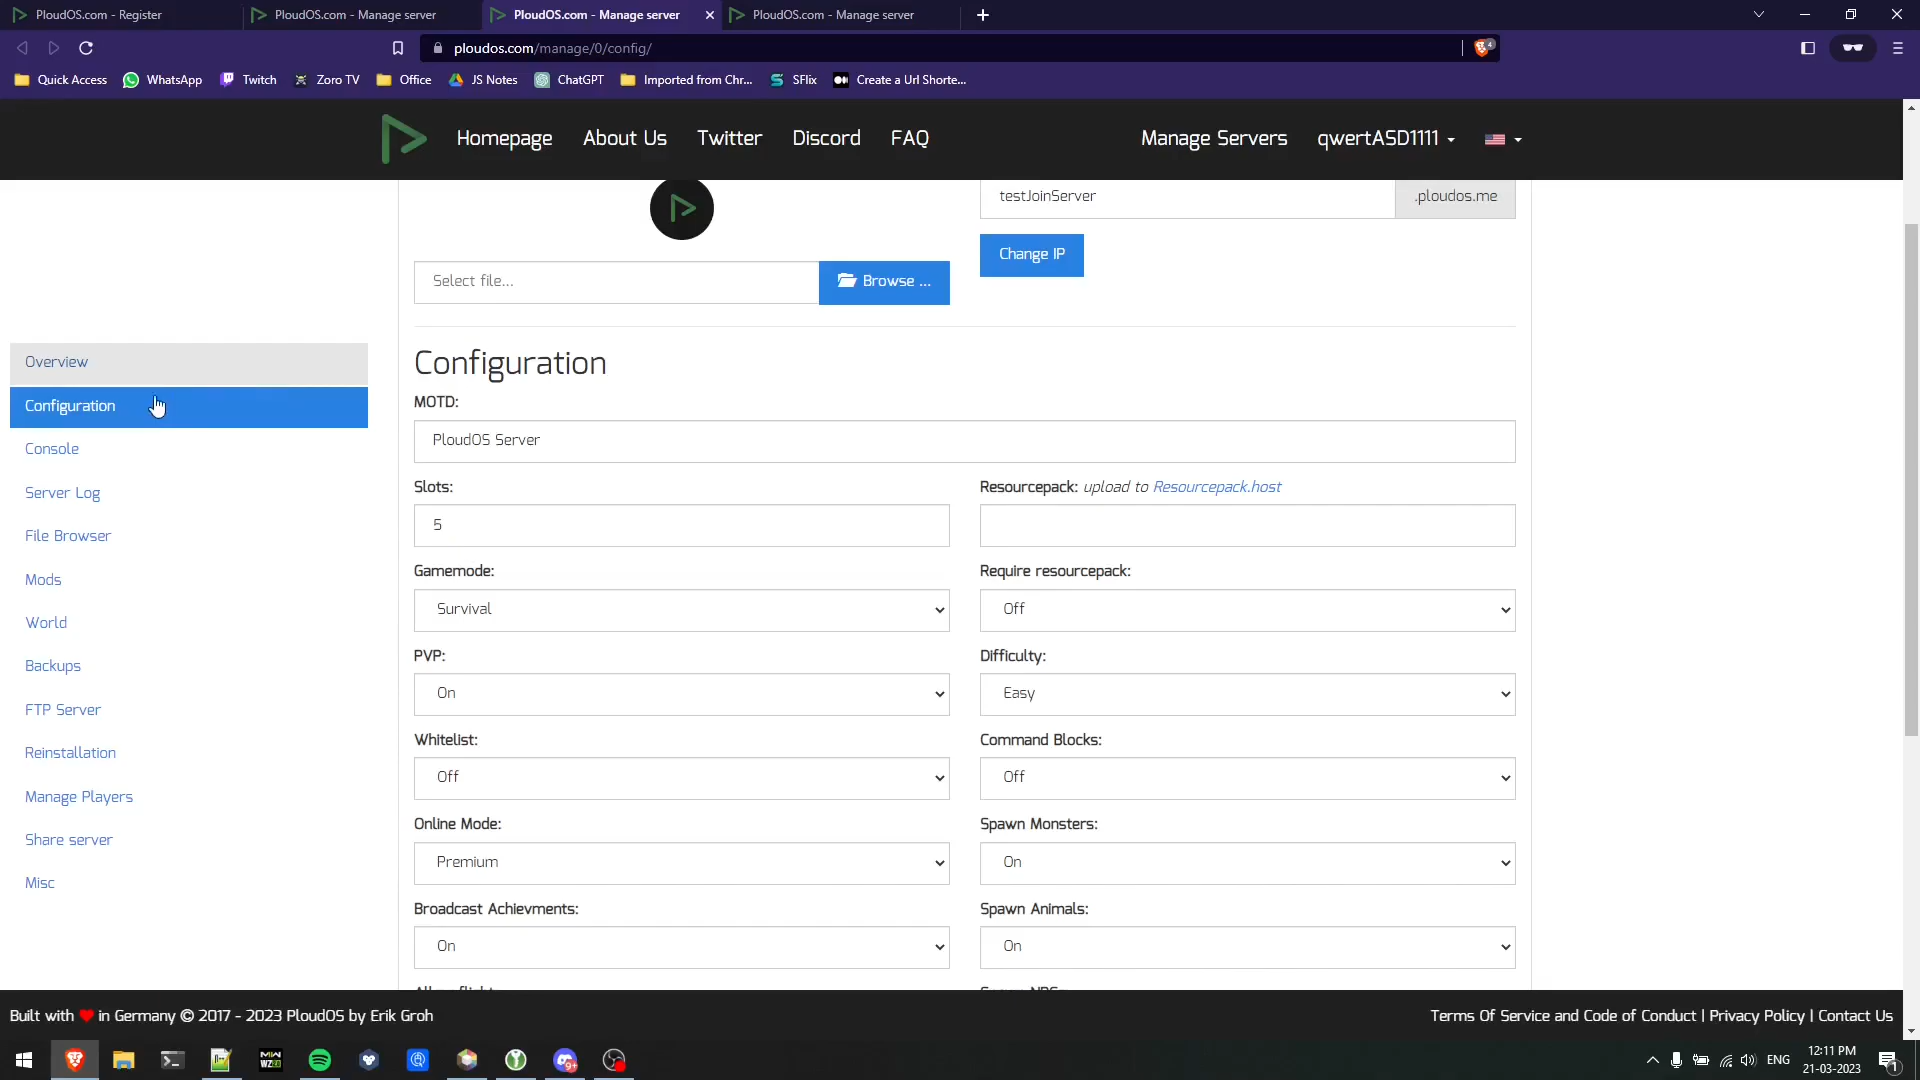 PloudOS.com - Register
PloudOS.com - Manage server
PloudOS.com - Manage server
PloudOS.com - Manage server
ploudos.com/manage/0/config/
4
Quick Access
WhatsApp
Twitch
Zoro TV
Office
JS Notes
ChatGPT
Imported from Chr...
SFlix
Create a Url Shorte...
Homepage
About Us
Twitter
Discord
FAQ
Manage Servers
qwertASD1111
testJoinServer
.ploudos.me
Change IP
Select file...
Browse ...
Overview
Configuration
Console
Server Log
File Browser
Mods
World
Backups
FTP Server
Reinstallation
Manage Players
Share server
Misc
Configuration
MOTD:
PloudOS Server
Slots:
5
Resourcepack: upload to Resourcepack.host
Gamemode:
Survival
Require resourcepack:
Off
PVP:
On
Difficulty:
Easy
Whitelist:
Off
Command Blocks:
Off
Online Mode:
Premium
Spawn Monsters:
On
Broadcast Achievments:
On
Spawn Animals:
On
Built with ❤ in Germany © 2017 - 2023 PloudOS by Erik Groh
Terms Of Service and Code of Conduct | Privacy Policy | Contact Us
ENG
12:11 PM
21-03-2023
1